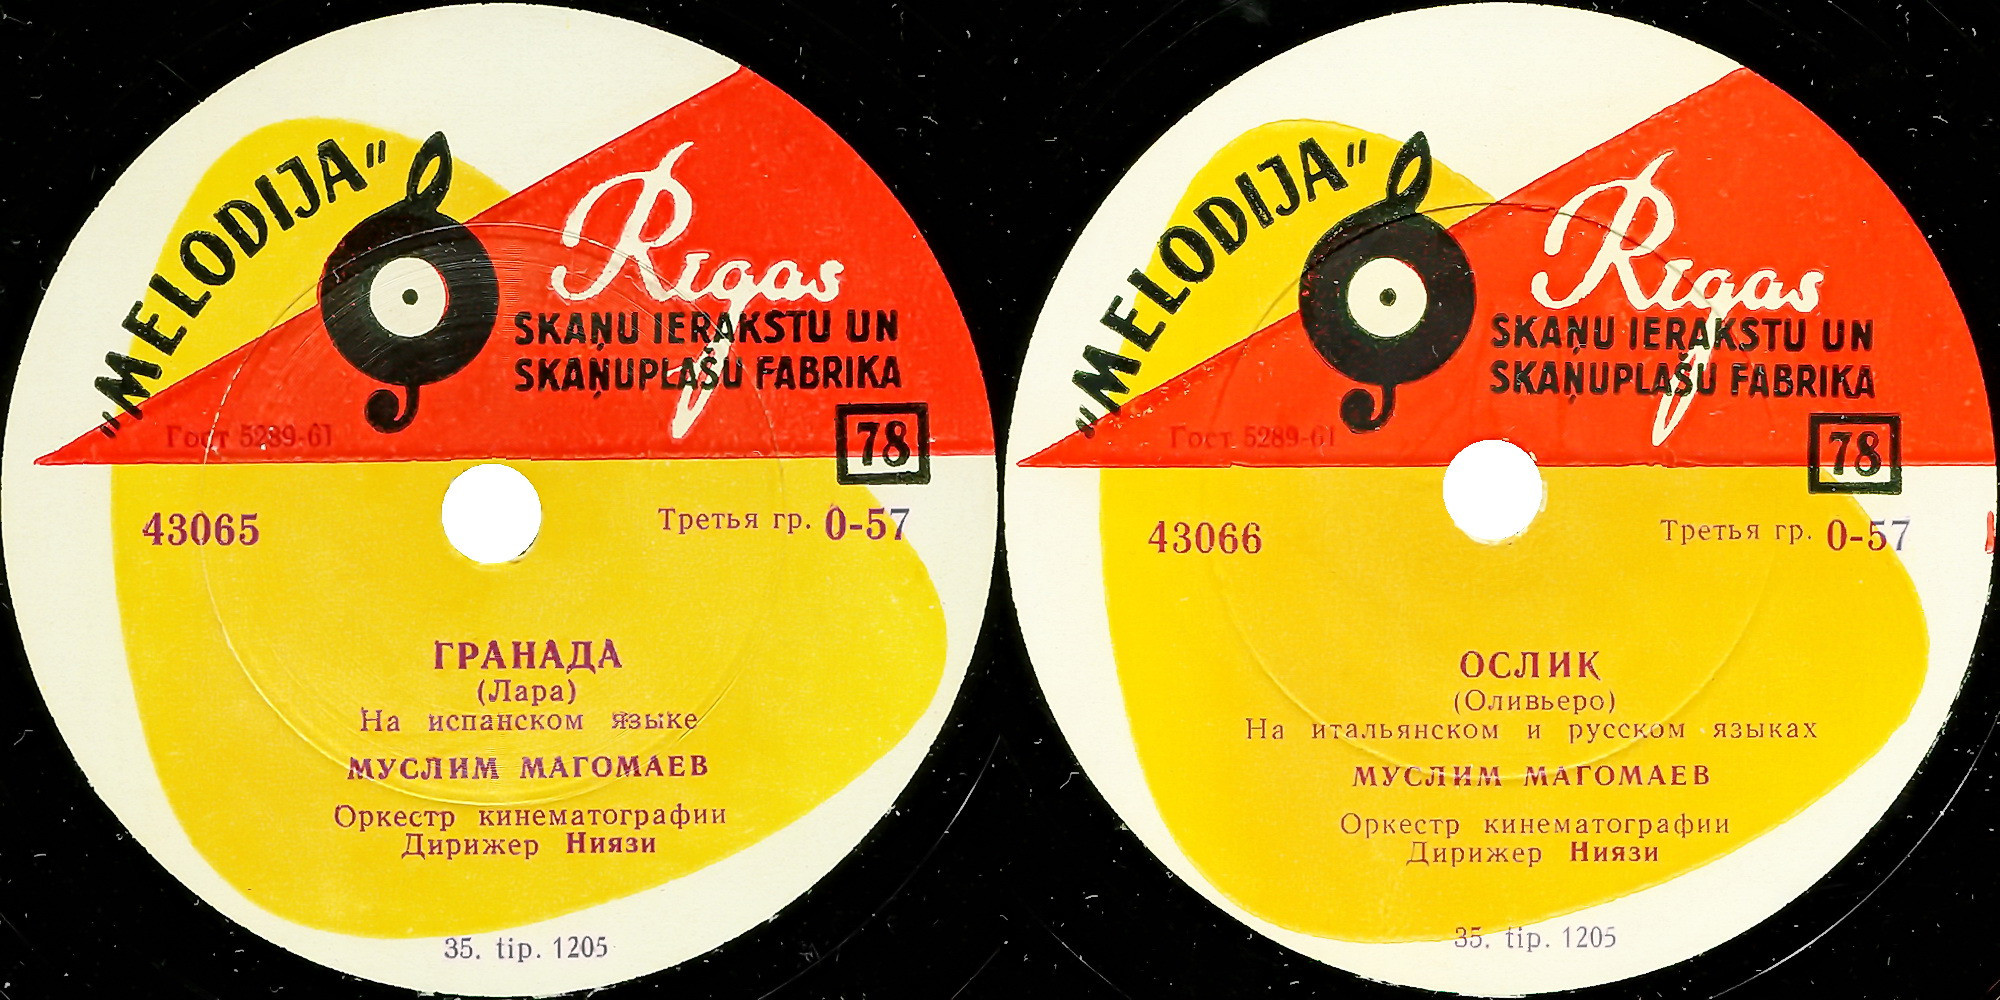 „MELODIJA”
Rīgas
SKAŅU IERAKSTU UN
SKAŅUPLAŠU FABRIKA
78
Гост 5289-61
43065
Третья гр. 0-57
ГРАНАДА
(Лара)
На испанском языке
МУСЛИМ МАГОМАЕВ
Оркестр кинематографии
Дирижер Ниязи
35. tip. 1205
„MELODIJA”
Rīgas
SKAŅU IERAKSTU UN
SKAŅUPLAŠU FABRIKA
78
Гост 5289-61
43066
Третья гр. 0-57
ОСЛИК
(Оливьеро)
На итальянском и русском языках
МУСЛИМ МАГОМАЕВ
Оркестр кинематографии
Дирижер Ниязи
35. tip. 1205